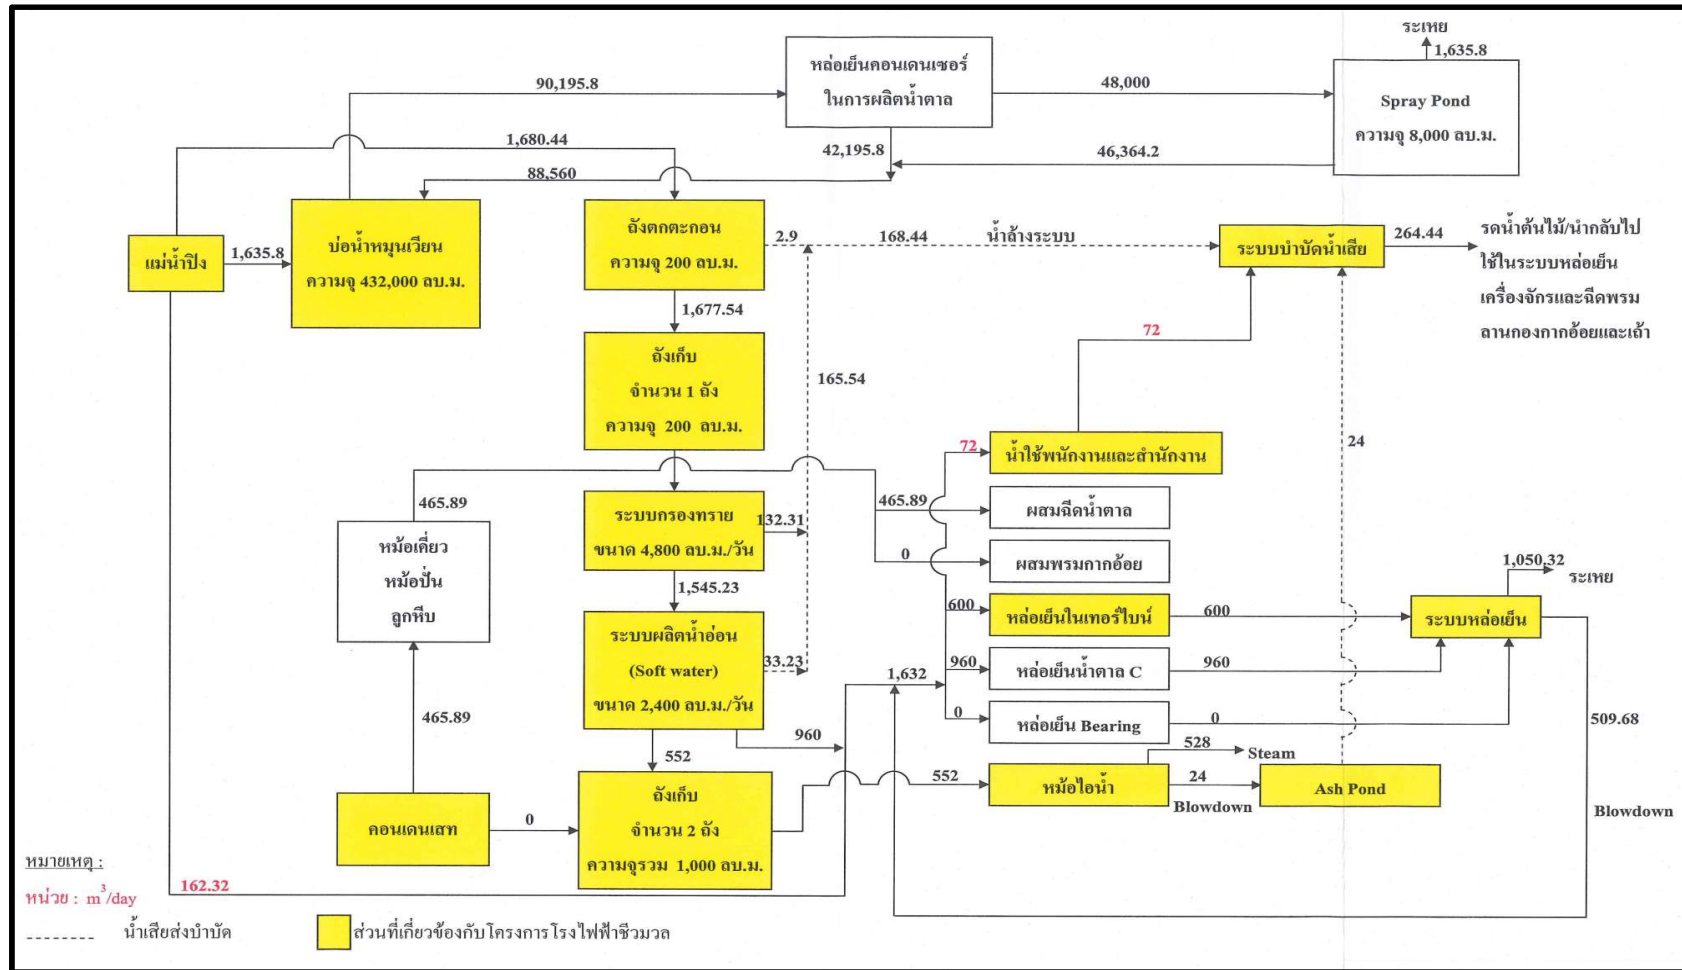 ระเหย
1,635.8
หล่อเย็นคอนเดนเซอร์
ในการผลิตน้ำตาล
90,195.8
48,000
Spray Pond
ความจุ 8,000 ลบ.ม.
1,680.44
42,195.8
46,364.2
88,560
แม่น้ำปิง
1,635.8
บ่อน้ำหมุนเวียน
ความจุ 432,000 ลบ.ม.
ถังตกตะกอน
ความจุ 200 ลบ.ม.
2.9
168.44
น้ำล้างระบบ
ระบบบำบัดน้ำเสีย
264.44
รดน้ำต้นไม้/นำกลับไป
ใช้ในระบบหล่อเย็น
เครื่องจักรและฉีดพรม
ลานกองกากอ้อยและเถ้า
1,677.54
ถังเก็บ
จำนวน 1 ถัง
ความจุ 200 ลบ.ม.
165.54
72
24
72
น้ำใช้พนักงานและสำนักงาน
465.89
465.89
ผสมฉีดน้ำตาล
ระบบกรองทราย
ขนาด 4,800 ลบ.ม./วัน
132.31
หม้อเคี่ยว
หม้อปั่น
ลูกหีบ
0
ผสมพรมกากอ้อย
1,545.23
1,050.32
ระเหย
600
หล่อเย็นในเทอร์ไบน์
600
ระบบหล่อเย็น
ระบบผลิตน้ำอ่อน
(Soft water)
ขนาด 2,400 ลบ.ม./วัน
33.23
1,632
960
หล่อเย็นน้ำตาล C
960
465.89
0
หล่อเย็น Bearing
0
509.68
960
552
528
Steam
ถังเก็บ
จำนวน 2 ถัง
ความจุรวม 1,000 ลบ.ม.
552
หม้อไอน้ำ
24
Blowdown
Ash Pond
Blowdown
คอนเดนเสท
0
162.32
หมายเหตุ :
หน่วย : m³/day
น้ำเสียส่งบำบัด
ส่วนที่เกี่ยวข้องกับโครงการโรงไฟฟ้าชีวมวล